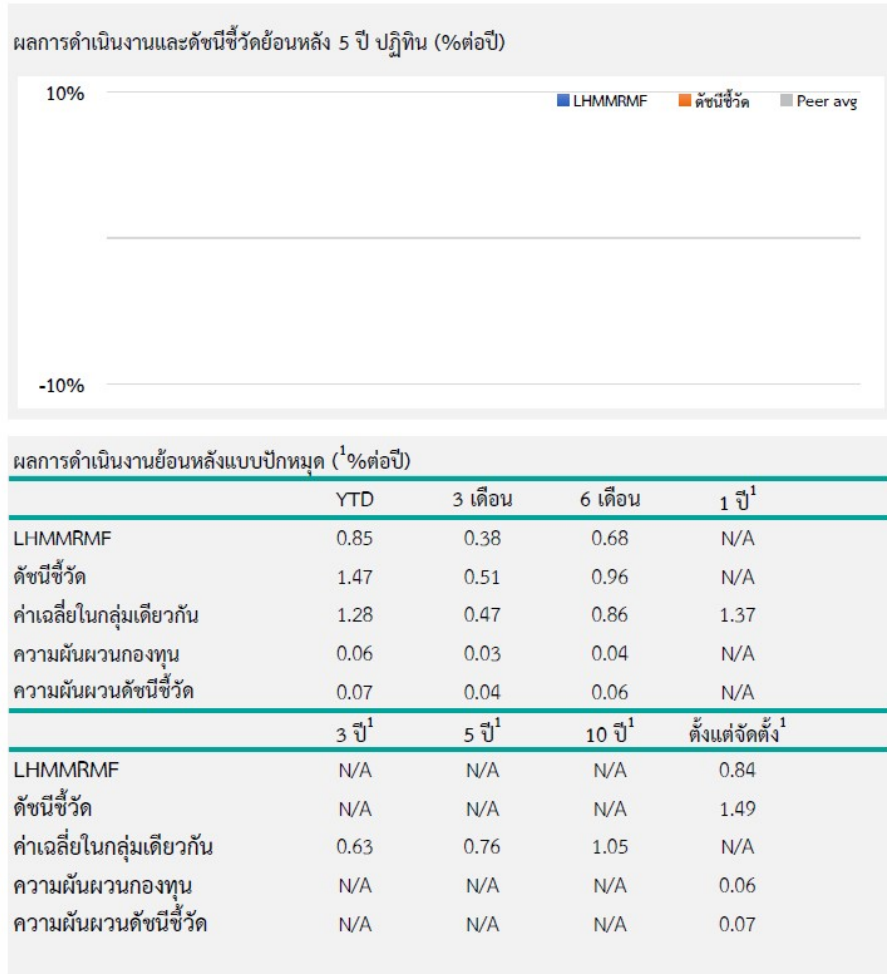 ผลการดำเนินงานและดัชนีชี้วัดย้อนหลัง 5 ปี ปฏิทิน (%ต่อปี)
10% LHMMRMF ดัชนีชี้วัด Peer avg
-10%
ผลการดำเนินงานย้อนหลังแบบปักหมุด (¹%ต่อปี)
YTD 3 เดือน 6 เดือน 1 ปี¹
LHMMRMF 0.85 0.38 0.68 N/A
ดัชนีชี้วัด 1.47 0.51 0.96 N/A
ค่าเฉลี่ยในกลุ่มเดียวกัน 1.28 0.47 0.86 1.37
ความผันผวนกองทุน 0.06 0.03 0.04 N/A
ความผันผวนดัชนีชี้วัด 0.07 0.04 0.06 N/A
3 ปี¹ 5 ปี¹ 10 ปี¹ ตั้งแต่จัดตั้ง¹
LHMMRMF N/A N/A N/A 0.84
ดัชนีชี้วัด N/A N/A N/A 1.49
ค่าเฉลี่ยในกลุ่มเดียวกัน 0.63 0.76 1.05 N/A
ความผันผวนกองทุน N/A N/A N/A 0.06
ความผันผวนดัชนีชี้วัด N/A N/A N/A 0.07